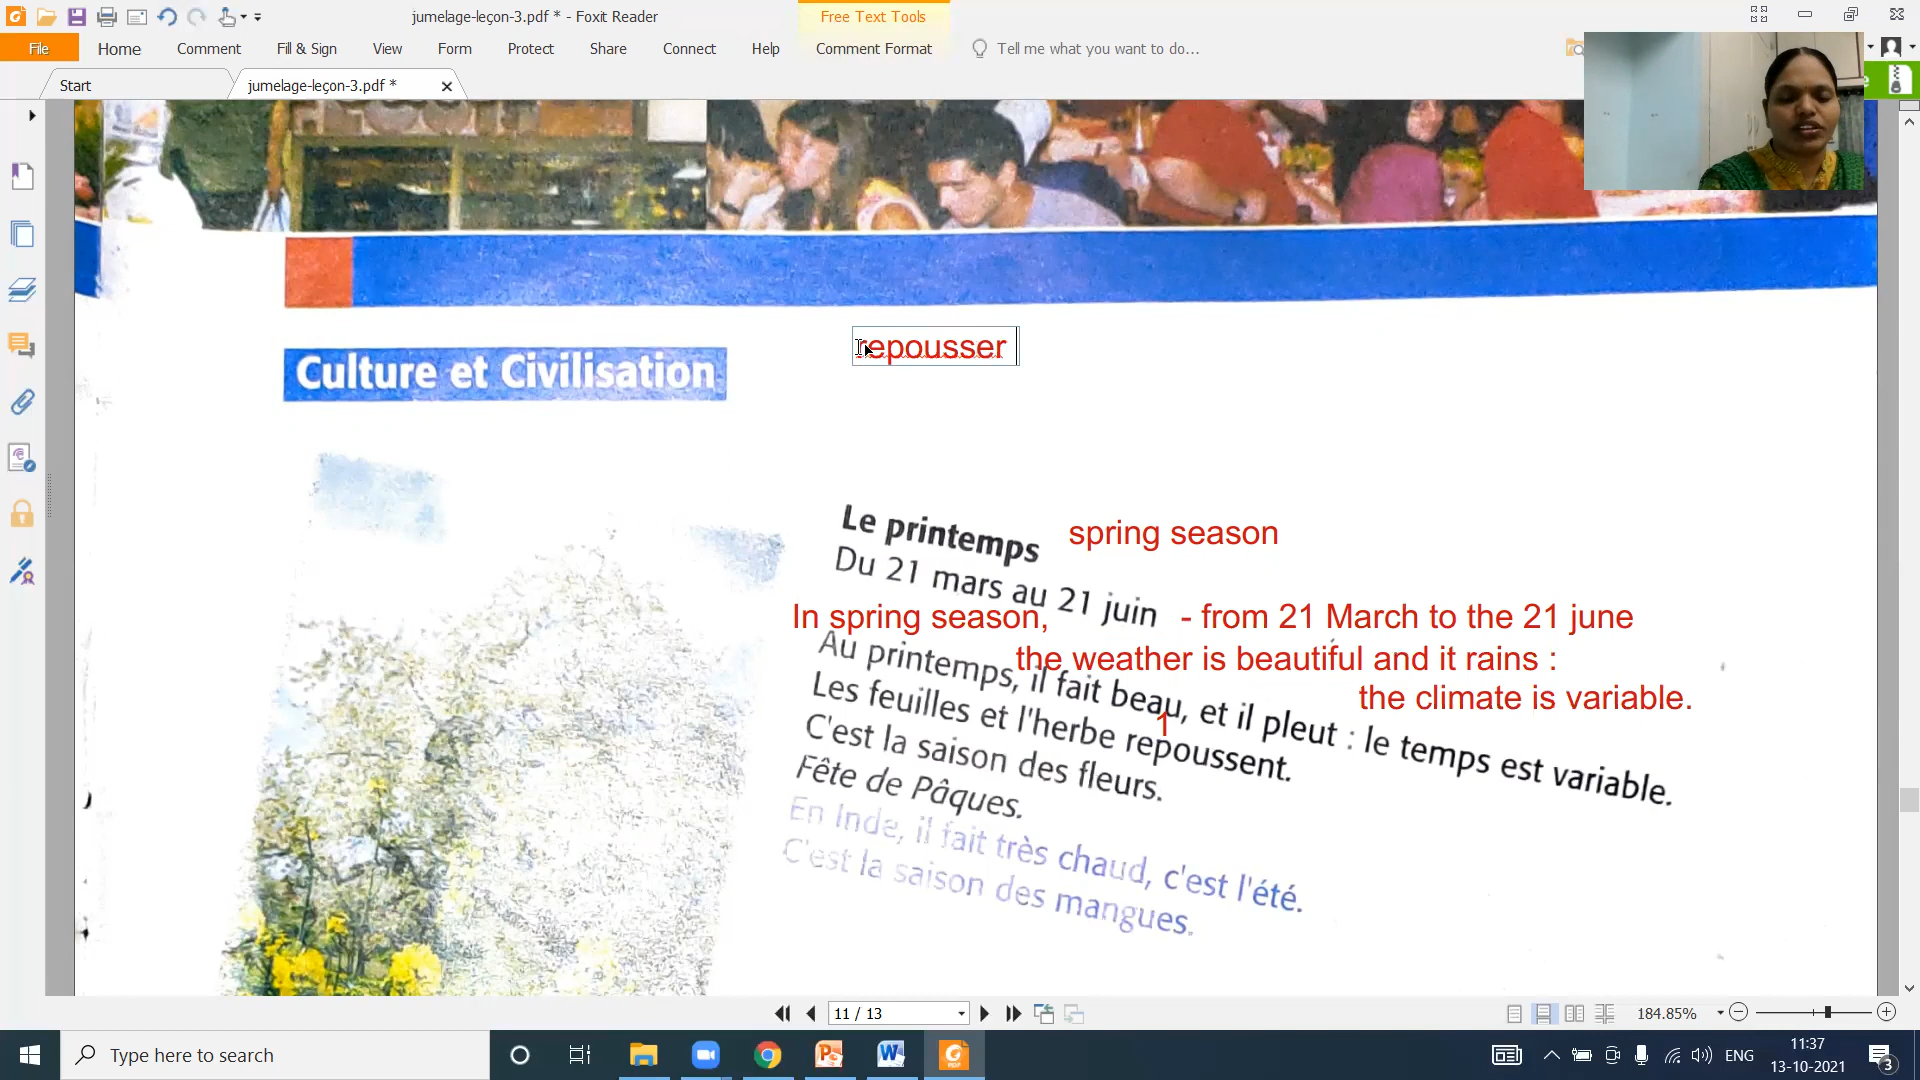 jumelage-leçon-3.pdf * - Foxit Reader
Free Text Tools
File Home Comment Fill & Sign View Form Protect Share Connect Help Comment Format Tell me what you want to do...
Start
jumelage-leçon-3.pdf *
repousser
Culture et Civilisation
Le printemps
spring season
Du 21 mars au 21 juin
In spring season,
- from 21 March to the 21 june
the weather is beautiful and it rains :
the climate is variable.
Au printemps, il fait beau, et il pleut : le temps est variable.
1
Les feuilles et l'herbe repoussent.
C'est la saison des fleurs.
Fête de Pâques.
En Inde, il fait très chaud, c'est l'été.
C'est la saison des mangues.
11 / 13
184.85%
Type here to search
ENG
11:37
13-10-2021
3